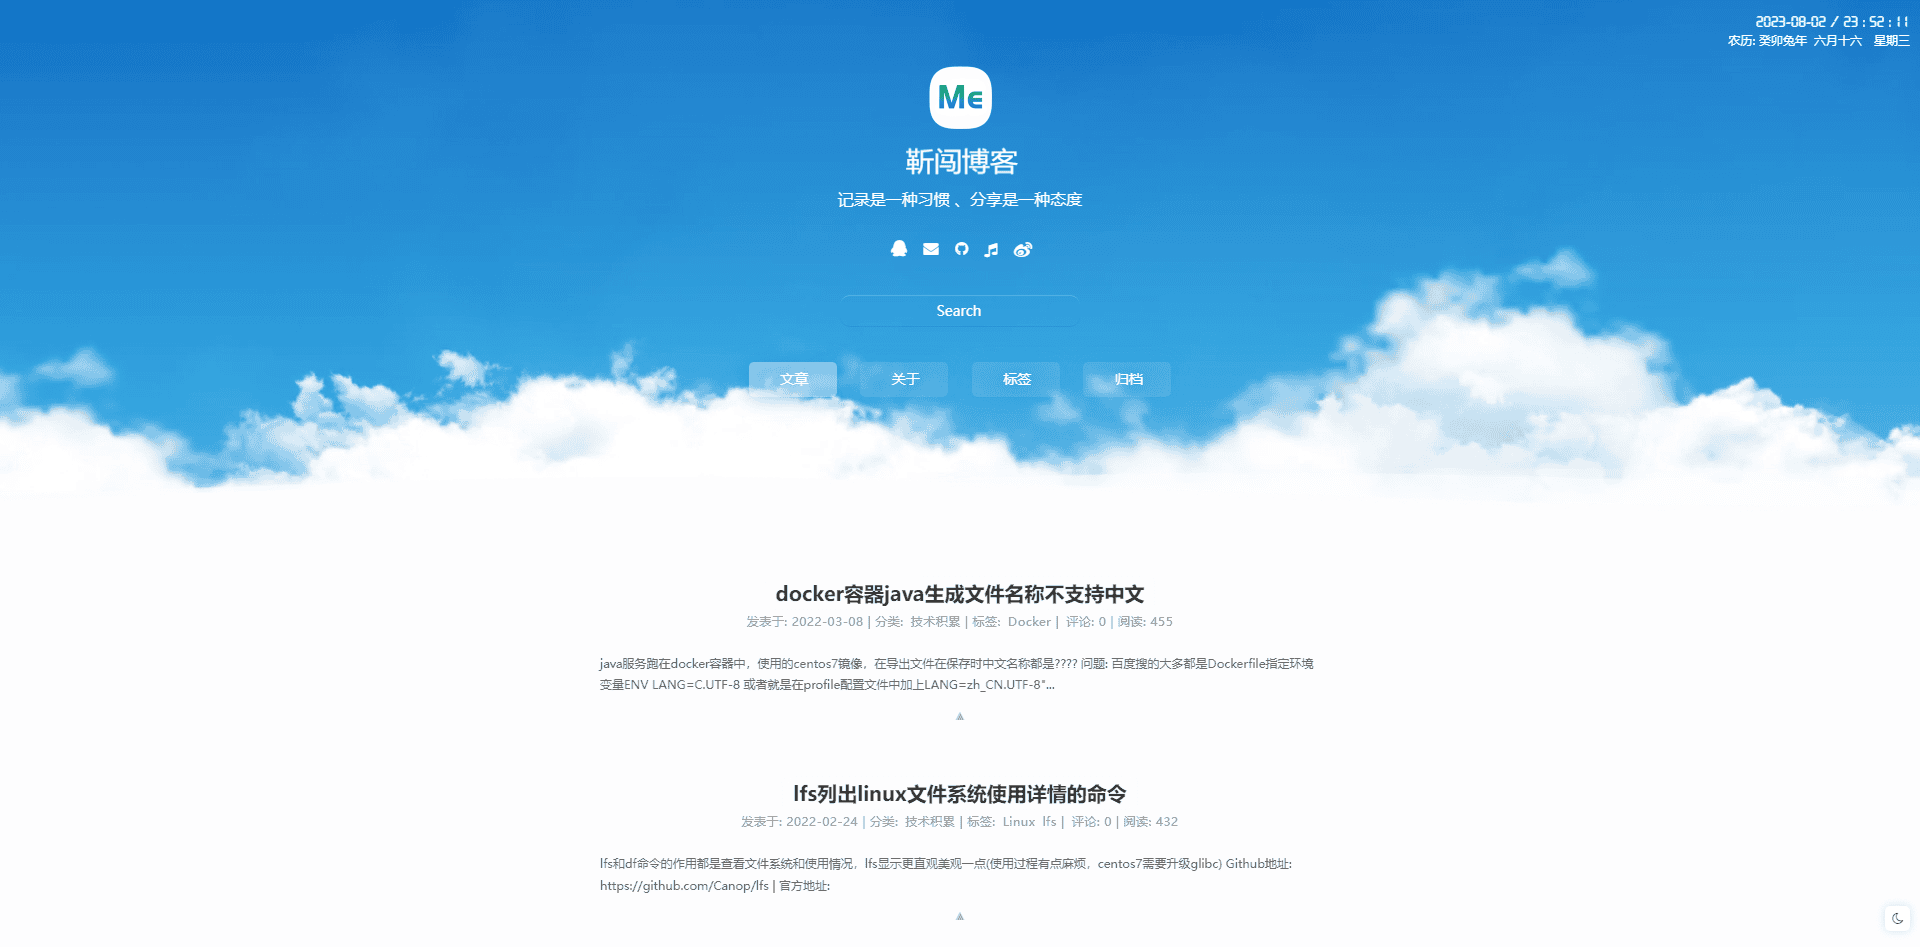 2023-08-02 / 23 : 52 : 11
农历: 癸卯兔年 六月十六 星期三
Me
靳闯博客
记录是一种习惯 、分享是一种态度
Search
文章 关于 标签 归档
docker容器java生成文件名称不支持中文
发表于: 2022-03-08 | 分类: 技术积累 | 标签: Docker | 评论: 0 | 阅读: 455
java服务跑在docker容器中，使用的centos7镜像，在导出文件在保存时中文名称都是???? 问题: 百度搜的大多都是Dockerfile指定环境
变量ENV LANG=C.UTF-8 或者就是在profile配置文件中加上LANG=zh_CN.UTF-8"...
lfs列出linux文件系统使用详情的命令
发表于: 2022-02-24 | 分类: 技术积累 | 标签: Linux lfs | 评论: 0 | 阅读: 432
lfs和df命令的作用都是查看文件系统和使用情况，lfs显示更直观美观一点(使用过程有点麻烦，centos7需要升级glibc) Github地址:
https://github.com/Canop/lfs | 官方地址: